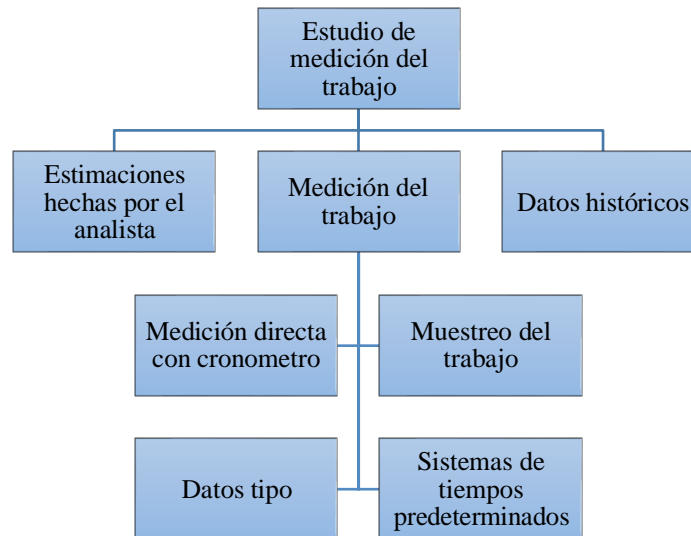 Estudio de
medición del
trabajo
Estimaciones
hechas por el
analista
Medición del
trabajo
Datos históricos
Medición directa
con cronometro
Muestreo del
trabajo
Datos tipo
Sistemas de
tiempos
predeterminados